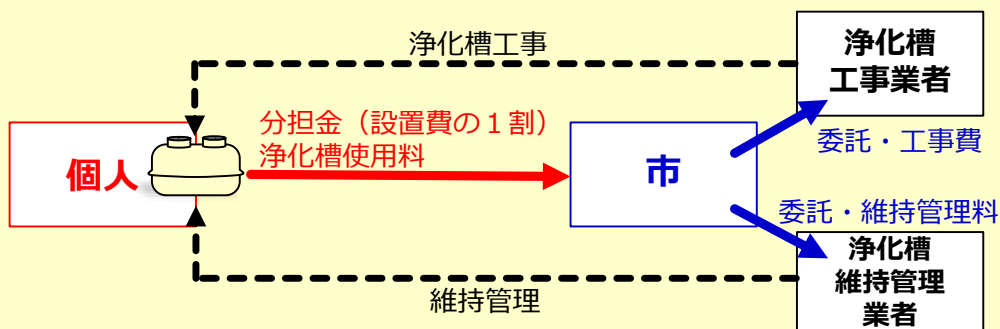 浄化槽工事
浄化槽
工事業者
分担金（設置費の１割）
浄化槽使用料
個人
市
委託・工事費
委託・維持管理料
浄化槽
維持管理
業者
維持管理